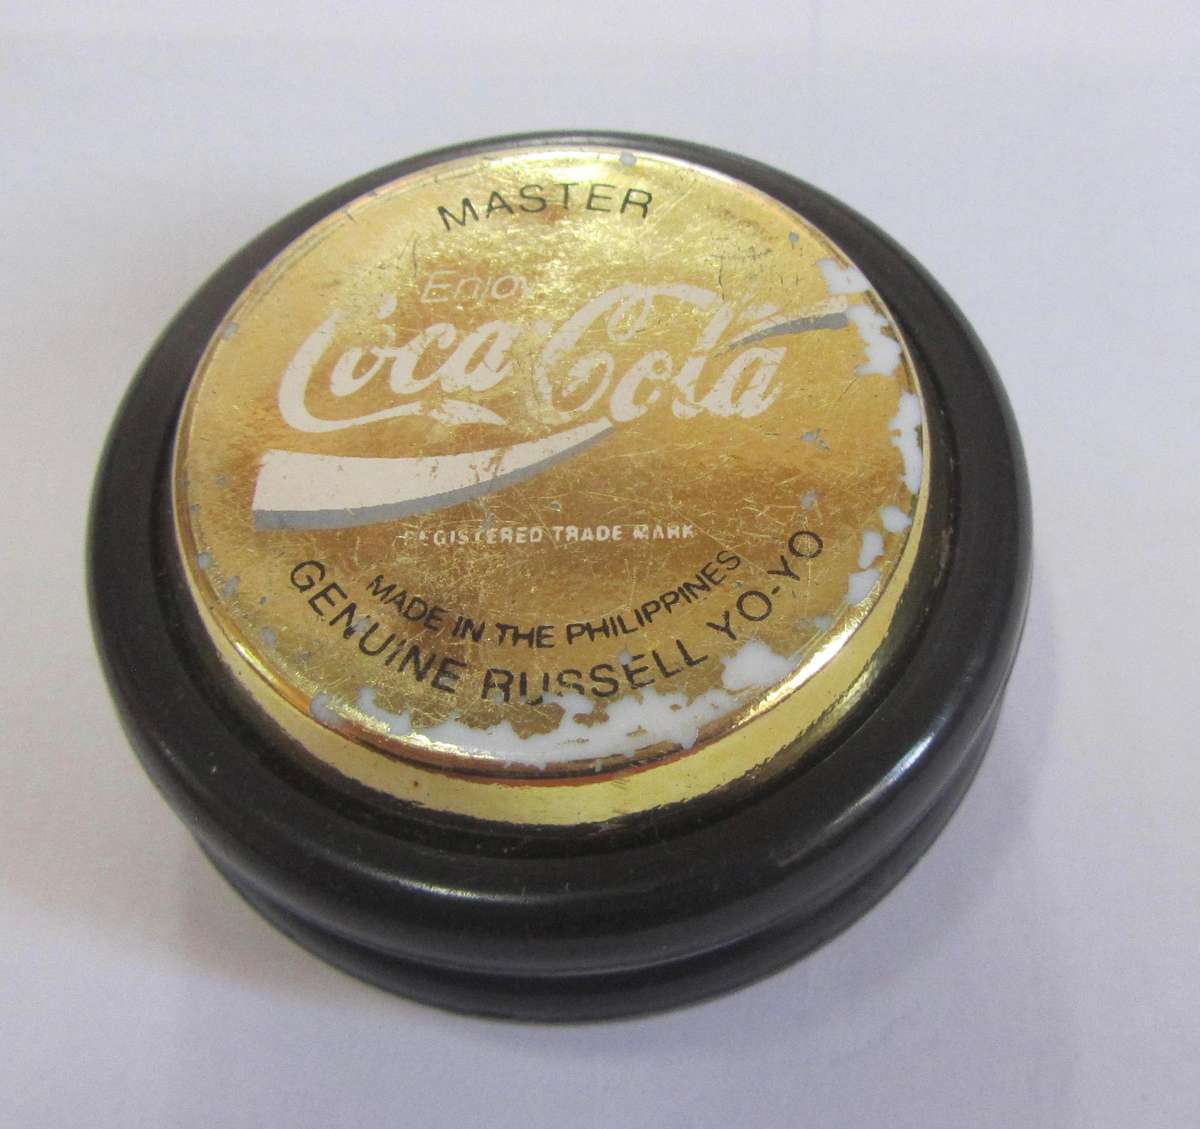 MASTER
Enjoy
Coca-Cola
REGISTERED TRADE MARK
MADE IN THE PHILIPPINES
GENUINE RUSSELL YO-YO